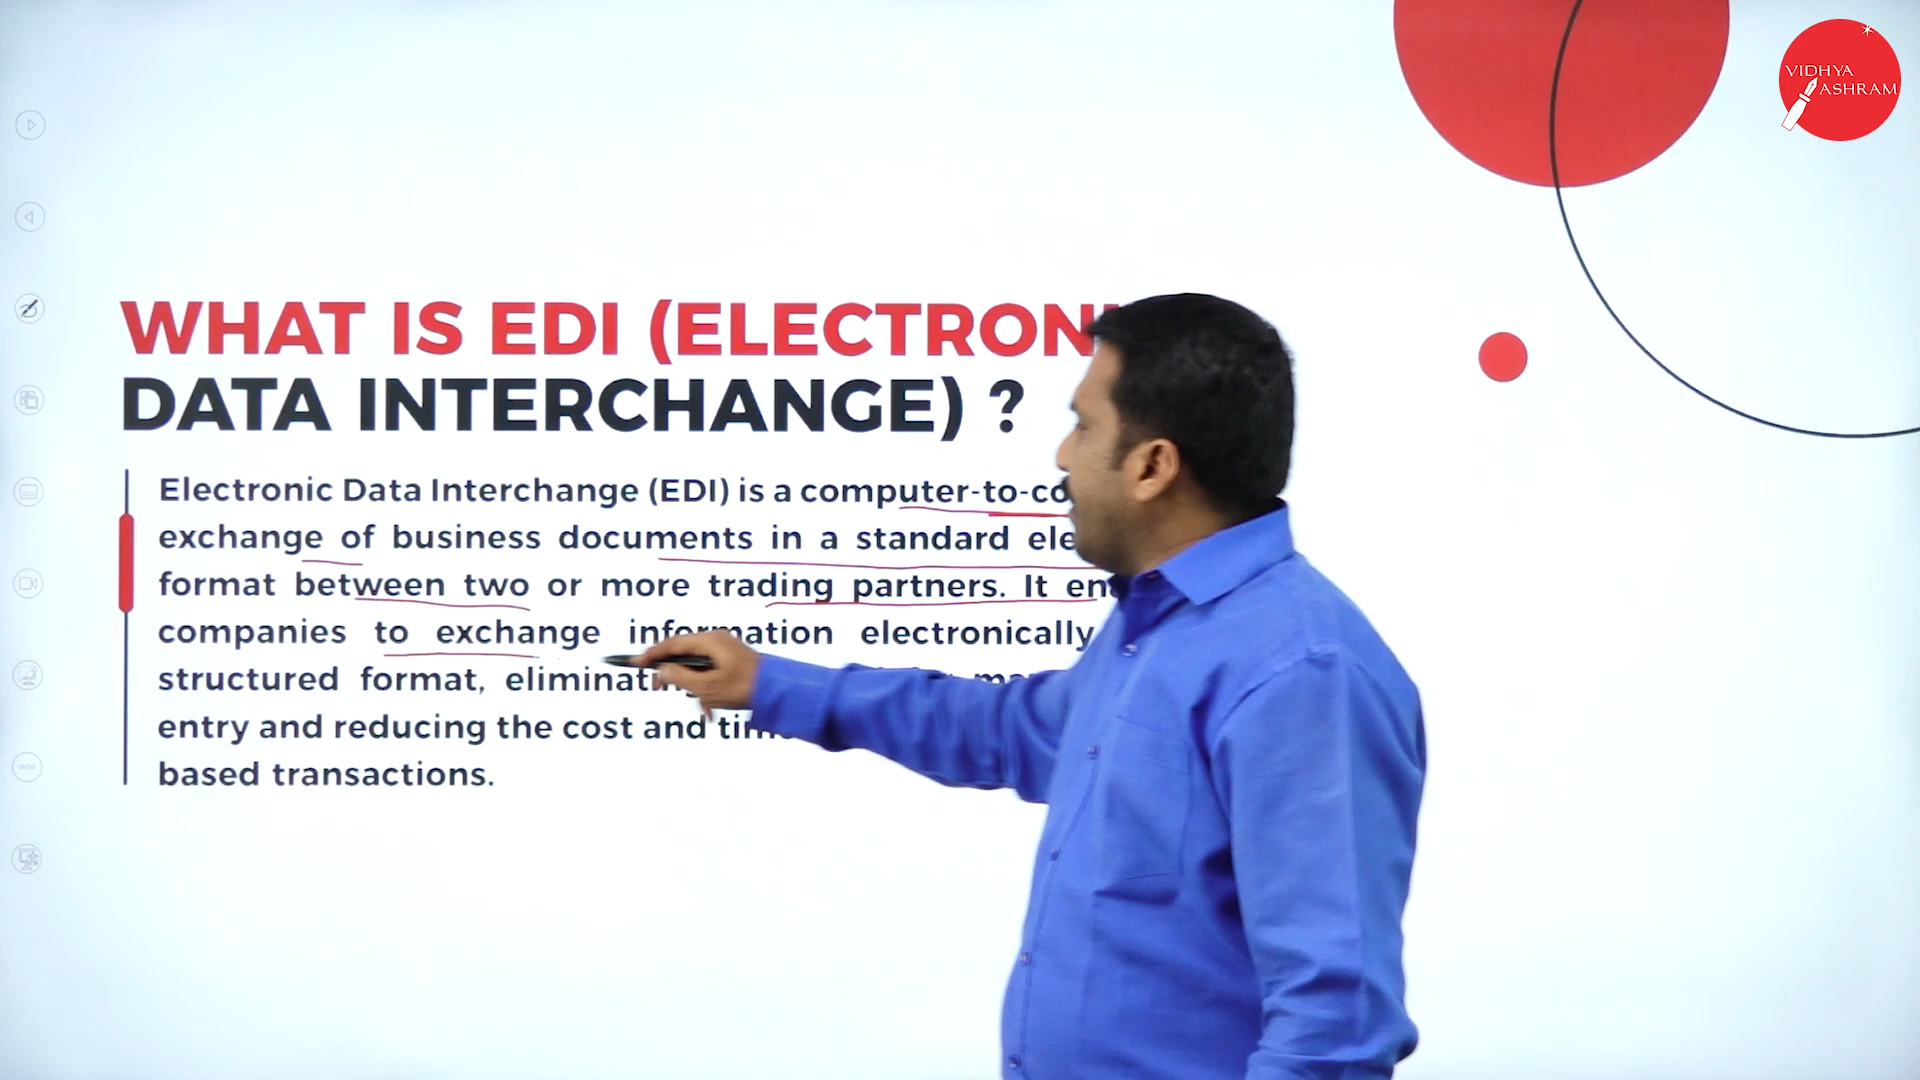 VIDHYA
ASHRAM
WHAT IS EDI (ELECTRON
DATA INTERCHANGE) ?
Electronic Data Interchange (EDI) is a computer-to-co
exchange of business documents in a standard ele
format between two or more trading partners. It en
companies to exchange information electronically
structured format, eliminating
entry and reducing the cost and
based transactions.